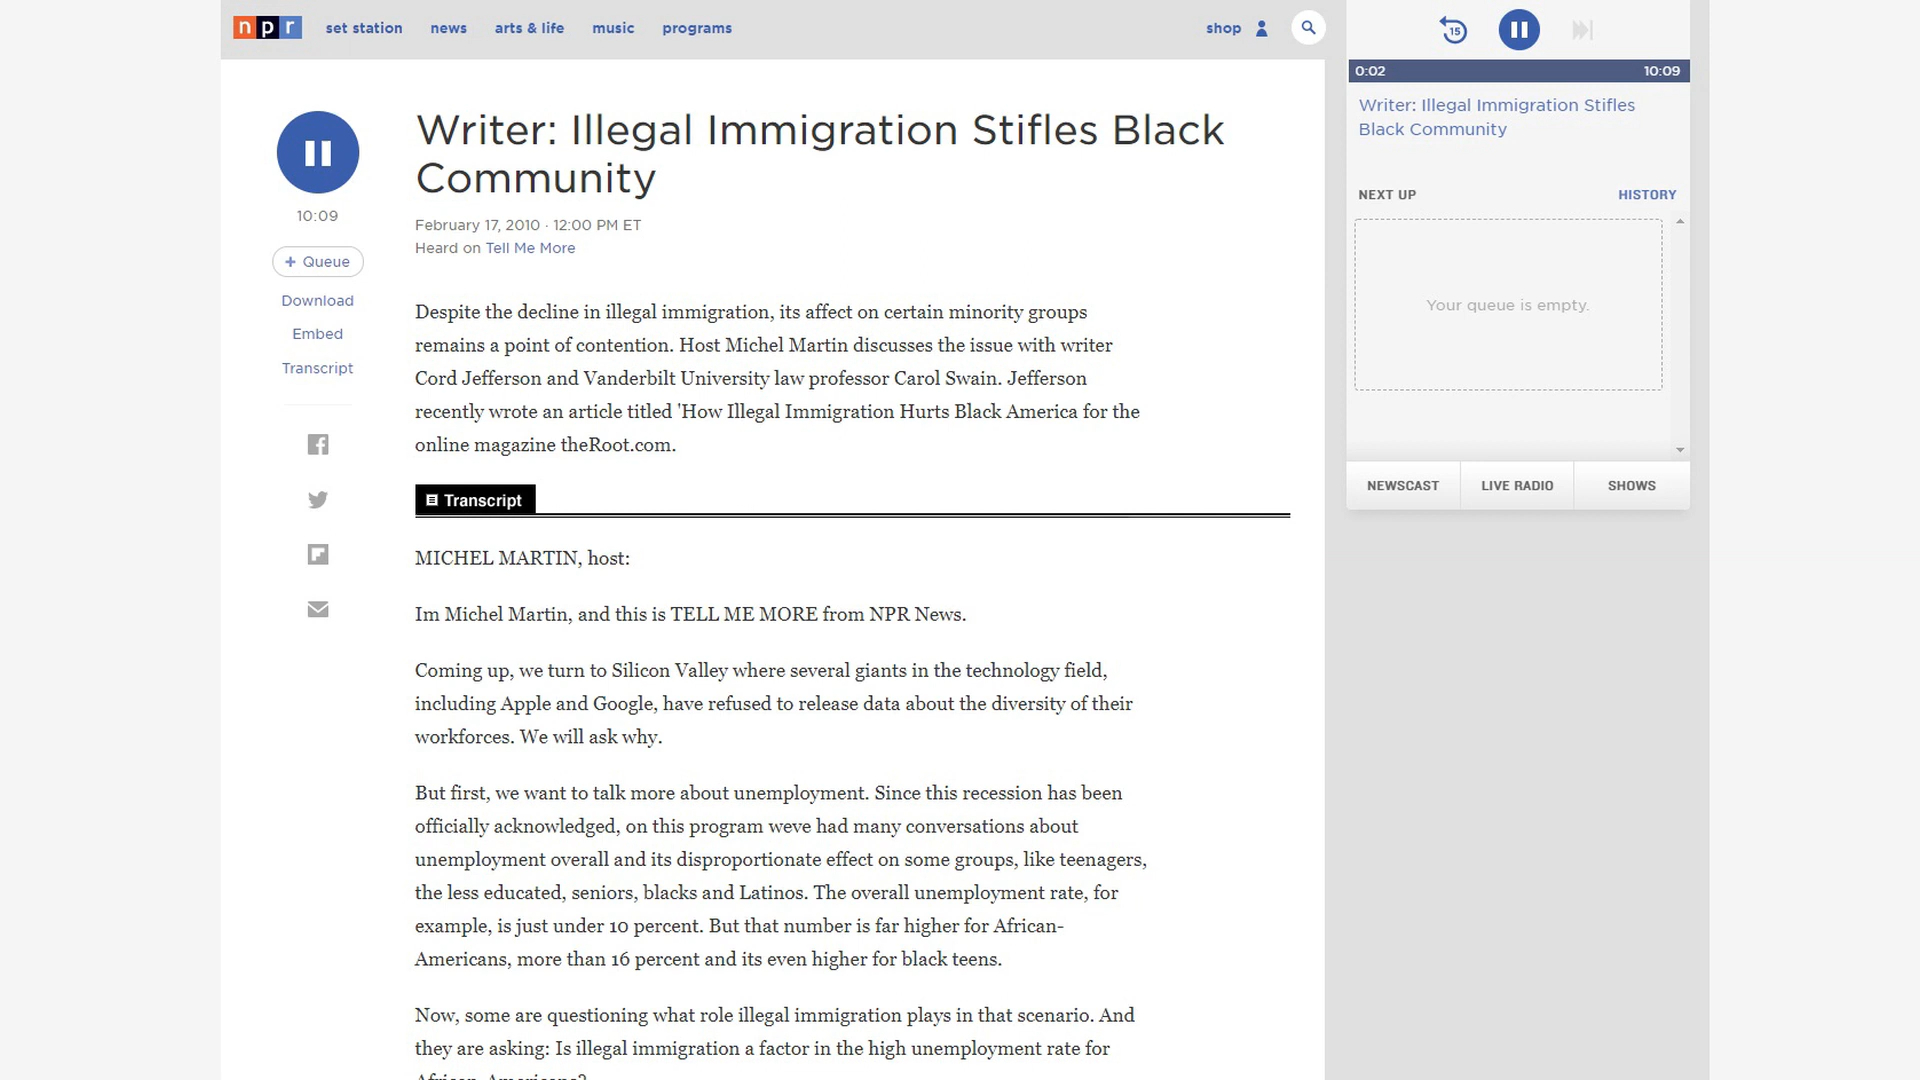 npr set station news arts & life music programs shop
Writer: Illegal Immigration Stifles Black
Community
February 17, 2010 · 12:00 PM ET
Heard on Tell Me More
10:09
+ Queue
Download
Embed
Transcript
Despite the decline in illegal immigration, its affect on certain minority groups
remains a point of contention. Host Michel Martin discusses the issue with writer
Cord Jefferson and Vanderbilt University law professor Carol Swain. Jefferson
recently wrote an article titled 'How Illegal Immigration Hurts Black America for the
online magazine theRoot.com.
Transcript
MICHEL MARTIN, host:
Im Michel Martin, and this is TELL ME MORE from NPR News.
Coming up, we turn to Silicon Valley where several giants in the technology field,
including Apple and Google, have refused to release data about the diversity of their
workforces. We will ask why.
But first, we want to talk more about unemployment. Since this recession has been
officially acknowledged, on this program weve had many conversations about
unemployment overall and its disproportionate effect on some groups, like teenagers,
the less educated, seniors, blacks and Latinos. The overall unemployment rate, for
example, is just under 10 percent. But that number is far higher for African-
Americans, more than 16 percent and its even higher for black teens.
Now, some are questioning what role illegal immigration plays in that scenario. And
they are asking: Is illegal immigration a factor in the high unemployment rate for
African-Americans?
15
0:02 10:09
Writer: Illegal Immigration Stifles
Black Community
NEXT UP HISTORY
Your queue is empty.
NEWSCAST LIVE RADIO SHOWS